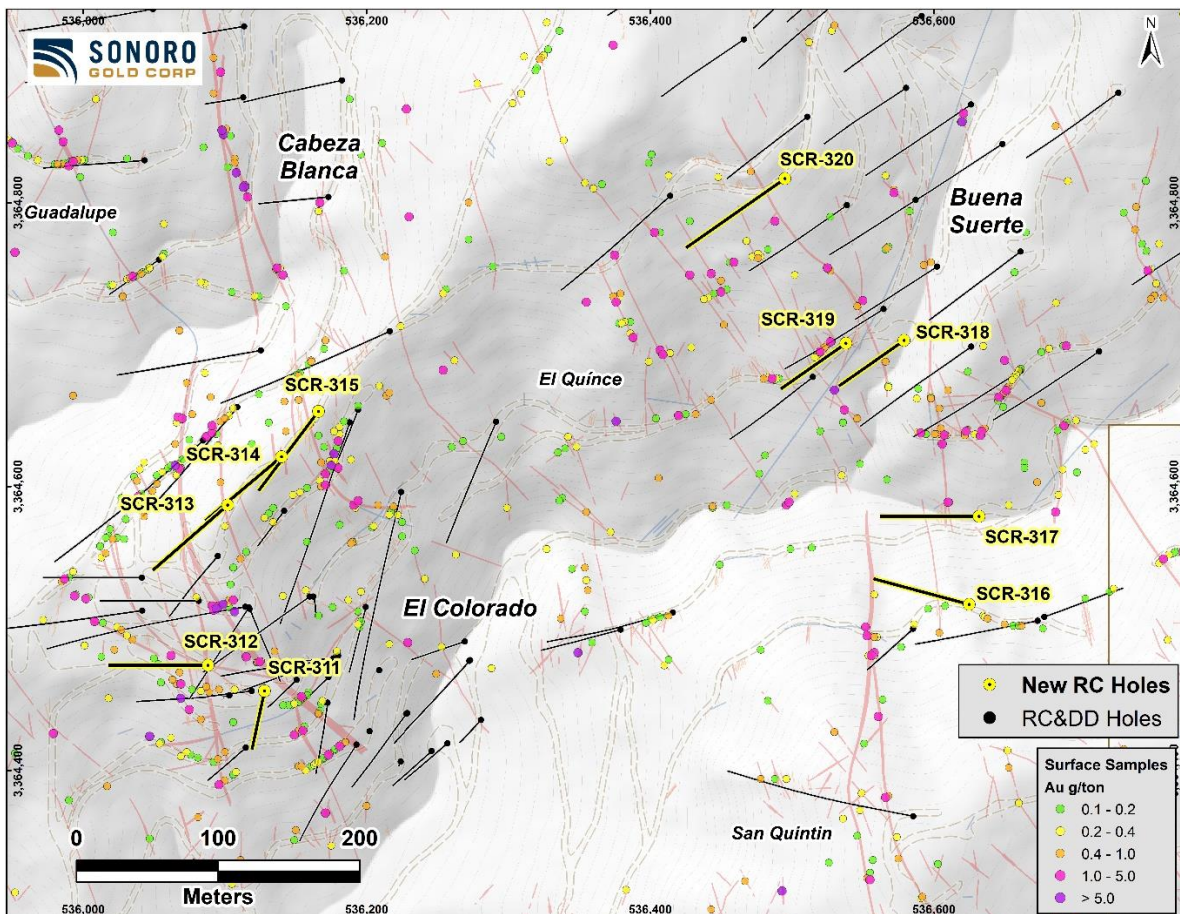 536,000
536,200
536,400
536,600
SONORO
GOLD CORP
N
Cabeza
Blanca
SCR-320
3,364,800
3,364,800
Guadalupe
Buena
Suerte
SCR-319
SCR-318
SCR-315
El Quínce
SCR-314
3,364,600
3,364,600
SCR-313
SCR-317
El Colorado
SCR-316
SCR-312
SCR-311
New RC Holes
RC&DD Holes
3,364,400
Surface Samples
Au g/ton
0.1 - 0.2
0.2 - 0.4
0.4 - 1.0
1.0 - 5.0
> 5.0
San Quintin
0
100
200
Meters
536,000
536,200
536,400
536,600